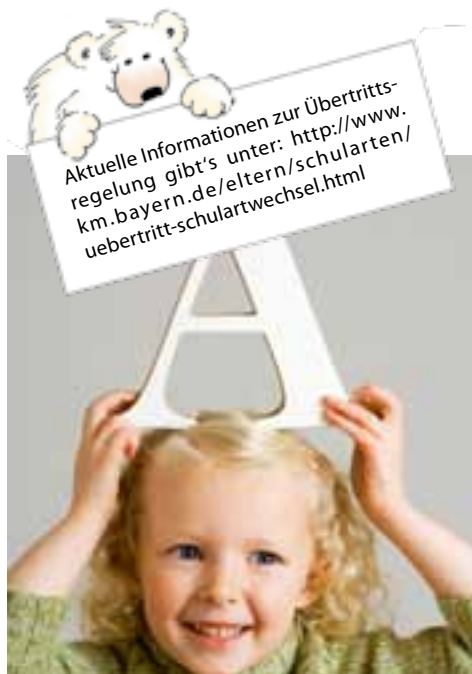 Aktuelle Informationen zur Übertritts-
regelung gibt's unter: http://www.
km.bayern.de/eltern/schularten/
uebertritt-schulartwechsel.html
A